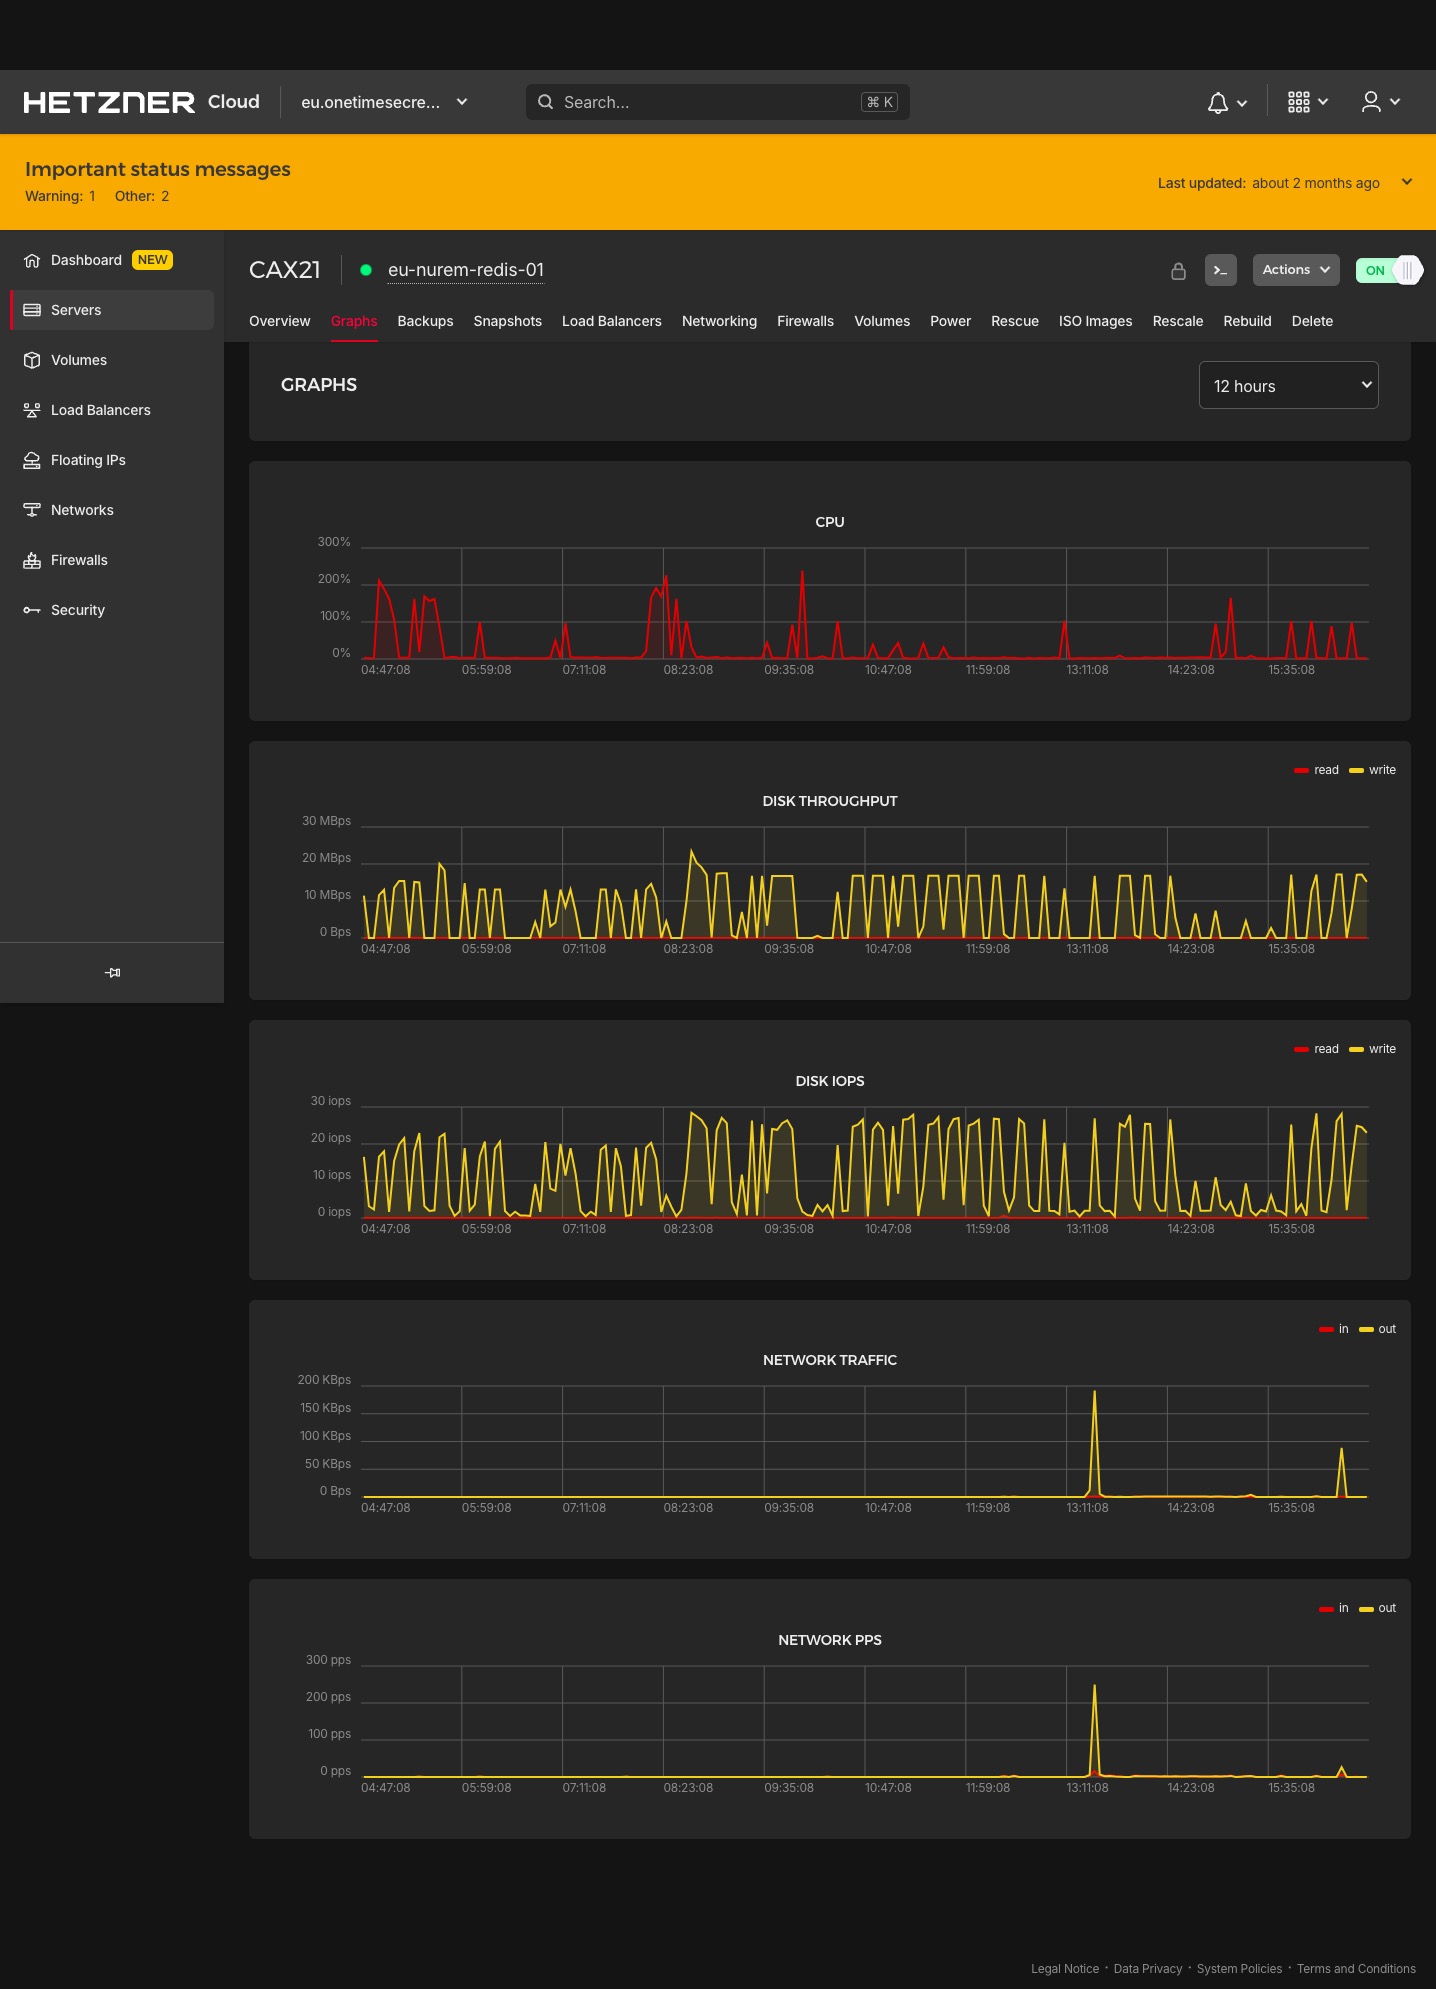 HETZNER Cloud eu.onetimesecre... Search... ⌘ K
Important status messages
Warning: 1 Other: 2
Last updated: about 2 months ago
Dashboard NEW
Servers
Volumes
Load Balancers
Floating IPs
Networks
Firewalls
Security
CAX21 eu-nurem-redis-01 Actions ON
Overview Graphs Backups Snapshots Load Balancers Networking Firewalls Volumes Power Rescue ISO Images Rescale Rebuild Delete
GRAPHS 12 hours
CPU
300%
200%
100%
0%
04:47:08 05:59:08 07:11:08 08:23:08 09:35:08 10:47:08 11:59:08 13:11:08 14:23:08 15:35:08
read write
DISK THROUGHPUT
30 MBps
20 MBps
10 MBps
0 Bps
04:47:08 05:59:08 07:11:08 08:23:08 09:35:08 10:47:08 11:59:08 13:11:08 14:23:08 15:35:08
read write
DISK IOPS
30 iops
20 iops
10 iops
0 iops
04:47:08 05:59:08 07:11:08 08:23:08 09:35:08 10:47:08 11:59:08 13:11:08 14:23:08 15:35:08
in out
NETWORK TRAFFIC
200 KBps
150 KBps
100 KBps
50 KBps
0 Bps
04:47:08 05:59:08 07:11:08 08:23:08 09:35:08 10:47:08 11:59:08 13:11:08 14:23:08 15:35:08
in out
NETWORK PPS
300 pps
200 pps
100 pps
0 pps
04:47:08 05:59:08 07:11:08 08:23:08 09:35:08 10:47:08 11:59:08 13:11:08 14:23:08 15:35:08
Legal Notice · Data Privacy · System Policies · Terms and Conditions